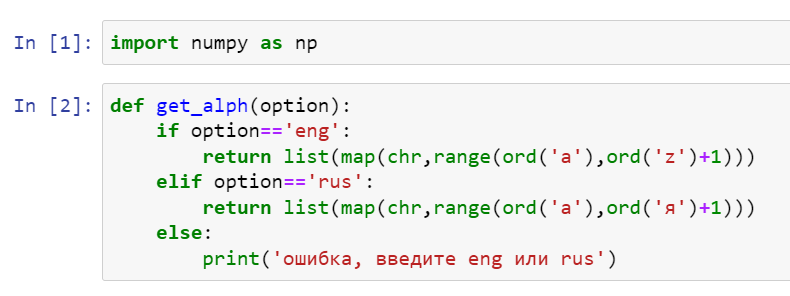 In [1]: import numpy as np
In [2]: def get_alph(option):
    if option=='eng':
        return list(map(chr,range(ord('a'),ord('z')+1)))
    elif option=='rus':
        return list(map(chr,range(ord('а'),ord('я')+1)))
    else:
        print('ошибка, введите eng или rus')